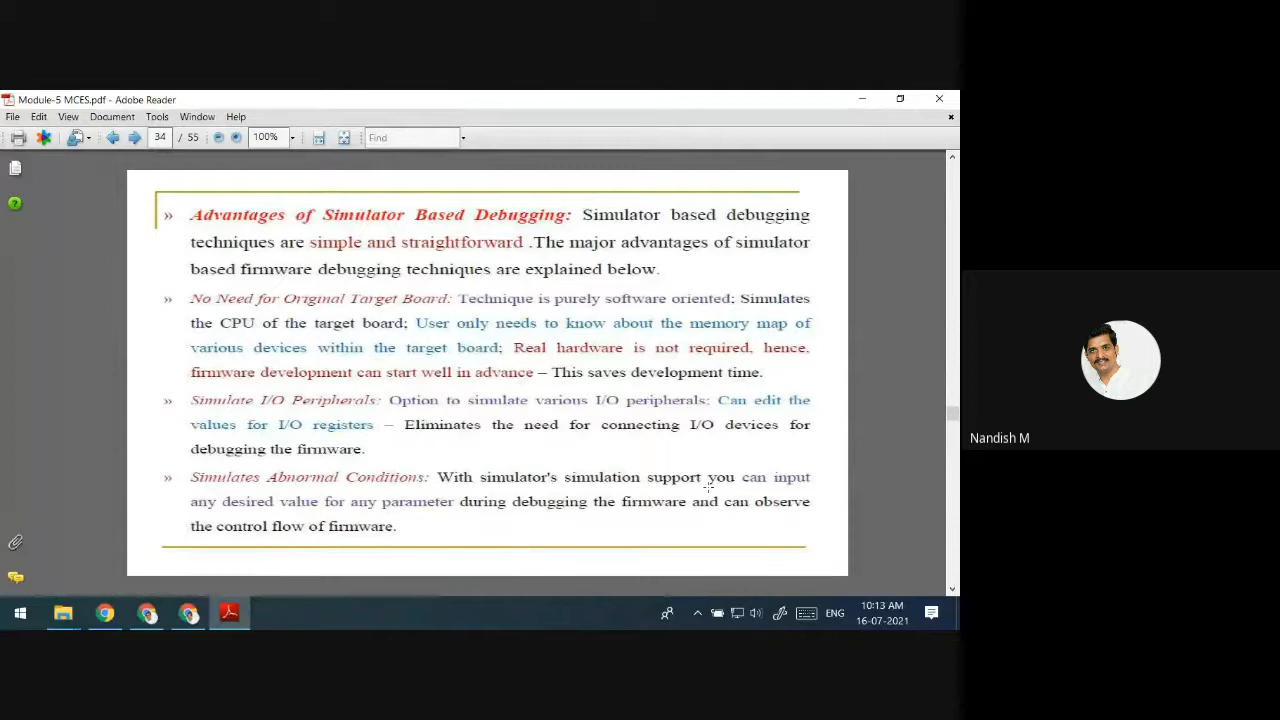 Module-5 MCES.pdf - Adobe Reader
File Edit View Document Tools Window Help
34 / 55 100% Find
» Advantages of Simulator Based Debugging: Simulator based debugging
techniques are simple and straightforward .The major advantages of simulator
based firmware debugging techniques are explained below.
» No Need for Original Target Board: Technique is purely software oriented; Simulates
the CPU of the target board; User only needs to know about the memory map of
various devices within the target board; Real hardware is not required, hence,
firmware development can start well in advance – This saves development time.
» Simulate I/O Peripherals: Option to simulate various I/O peripherals; Can edit the
values for I/O registers – Eliminates the need for connecting I/O devices for
debugging the firmware.
» Simulates Abnormal Conditions: With simulator's simulation support you can input
any desired value for any parameter during debugging the firmware and can observe
the control flow of firmware.
Nandish M
ENG
10:13 AM
16-07-2021